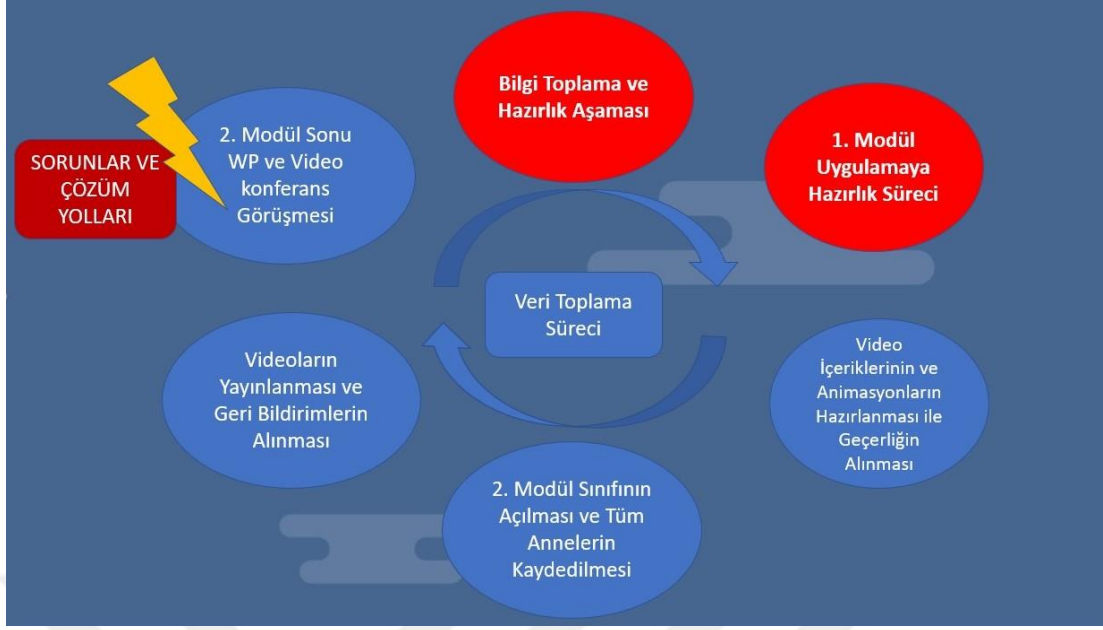 Bilgi Toplama ve
Hazırlık Aşaması
1. Modül
Uygulamaya
Hazırlık Süreci
2. Modül Sonu
WP ve Video
konferans
Görüşmesi
SORUNLAR VE
ÇÖZÜM
YOLLARI
Veri Toplama
Süreci
Videoların
Yayınlanması ve
Geri Bildirimlerin
Alınması
Video
İçeriklerinin ve
Animasyonların
Hazırlanması ile
Geçerliğin
Alınması
2. Modül Sınıfının
Açılması ve Tüm
Annelerin
Kaydedilmesi